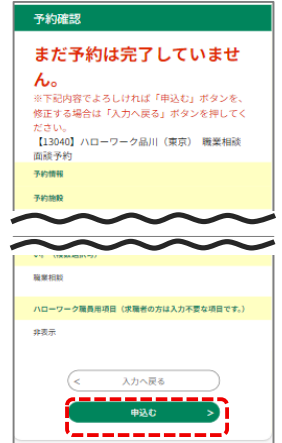 予約確認
まだ予約は完了していませ
ん。
※下記内容でよろしければ「申込む」ボタンを、
修正する場合は「入力へ戻る」ボタンを押してく
ださい。
【13040】ハローワーク品川（東京） 職業相談
面談予約
予約情報
予約施設
職業相談
ハローワーク職員用項目（求職者の方は入力不要な項目です。）
非表示
< 入力へ戻る
申込む >